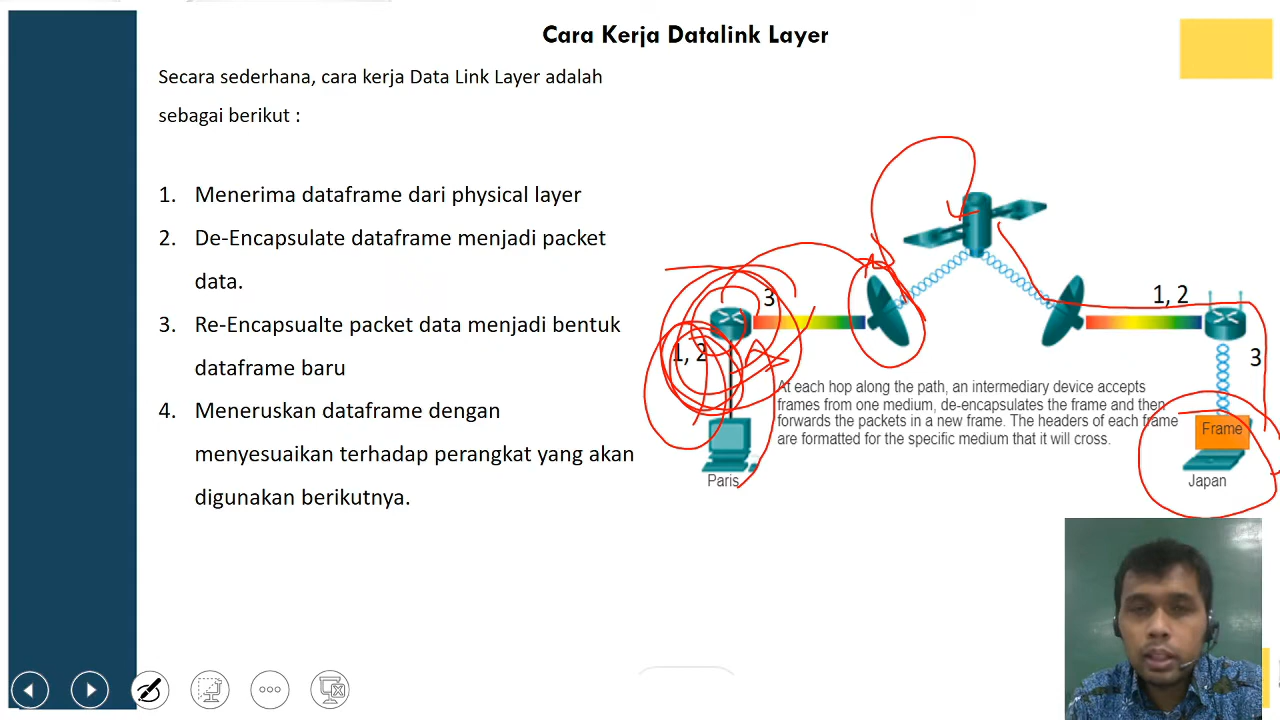 Cara Kerja Datalink Layer
Secara sederhana, cara kerja Data Link Layer adalah
sebagai berikut :
1. Menerima dataframe dari physical layer
2. De-Encapsulate dataframe menjadi packet
data.
3. Re-Encapsualte packet data menjadi bentuk
dataframe baru
4. Meneruskan dataframe dengan
menyesuaikan terhadap perangkat yang akan
digunakan berikutnya.
3
1, 2
1, 2
3
At each hop along the path, an intermediary device accepts
frames from one medium, de-encapsulates the frame and then
forwards the packets in a new frame. The headers of each frame
are formatted for the specific medium that it will cross.
Frame
Paris
Japan